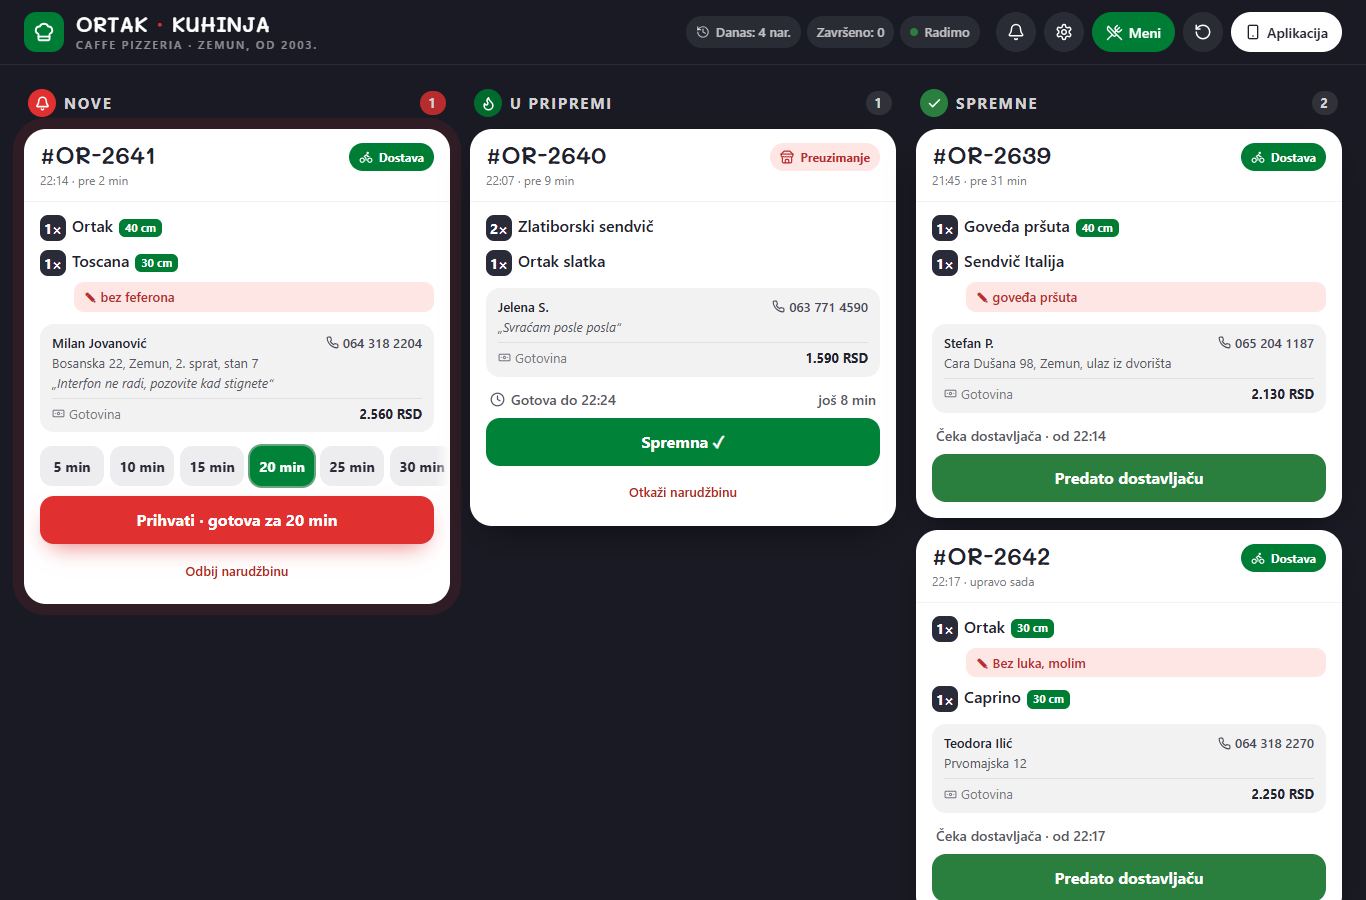 ORTAK · KUHINJA
CAFFE PIZZERIA · ZEMUN, OD 2003.
Danas: 4 nar.
Završeno: 0
Radimo
Meni
Aplikacija
NOVE
1
#OR-2641
Dostava
22:14 · pre 2 min
1× Ortak 40 cm
1× Toscana 30 cm
bez feferona
Milan Jovanović
064 318 2204
Bosanska 22, Zemun, 2. sprat, stan 7
„Interfon ne radi, pozovite kad stignete“
Gotovina
2.560 RSD
5 min
10 min
15 min
20 min
25 min
30 min
Prihvati · gotova za 20 min
Odbij narudžbinu
U PRIPREMI
1
#OR-2640
Preuzimanje
22:07 · pre 9 min
2× Zlatiborski sendvič
1× Ortak slatka
Jelena S.
063 771 4590
„Svraćam posle posla“
Gotovina
1.590 RSD
Gotova do 22:24
još 8 min
Spremna ✓
Otkaži narudžbinu
SPREMNE
2
#OR-2639
Dostava
21:45 · pre 31 min
1× Goveđa pršuta 40 cm
1× Sendvič Italija
goveđa pršuta
Stefan P.
065 204 1187
Cara Dušana 98, Zemun, ulaz iz dvorišta
Gotovina
2.130 RSD
Čeka dostavljača · od 22:14
Predato dostavljaču
#OR-2642
Dostava
22:17 · upravo sada
1× Ortak 30 cm
Bez luka, molim
1× Caprino 30 cm
Teodora Ilić
064 318 2270
Prvomajska 12
Gotovina
2.250 RSD
Čeka dostavljača · od 22:17
Predato dostavljaču